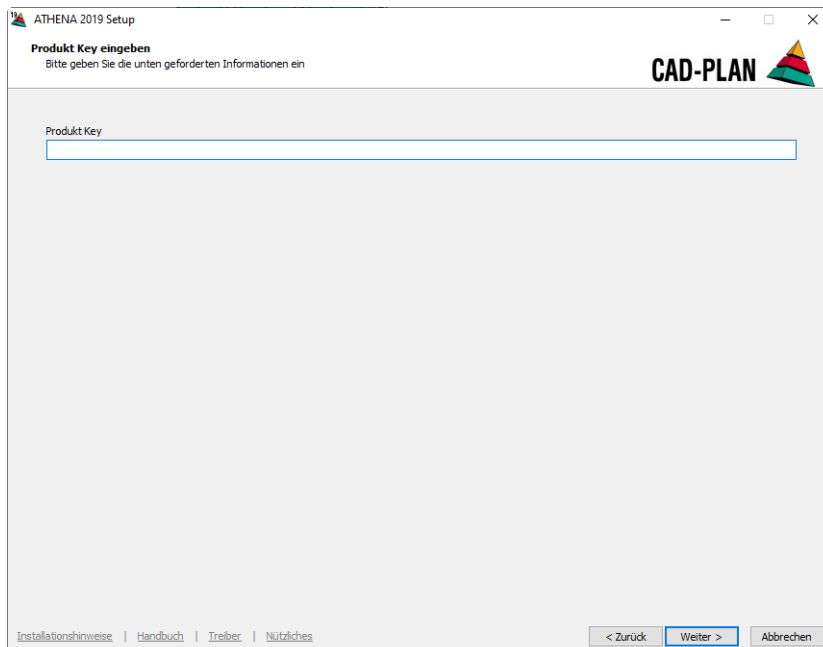 19 ATHENA 2019 Setup
Produkt Key eingeben
Bitte geben Sie die unten geforderten Informationen ein
CAD-PLAN
Produkt Key
Installationshinweise | Handbuch | Treiber | Nützliches
< Zurück Weiter > Abbrechen